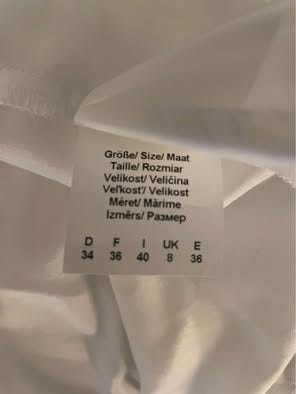 Größe/ Size/ Maat
Taille/ Rozmiar
Velikost/ Veličina
Veľkosť/ Velikost
Méret/ Mărime
Izmērs/ Размер
D F I UK E
34 36 40 8 36